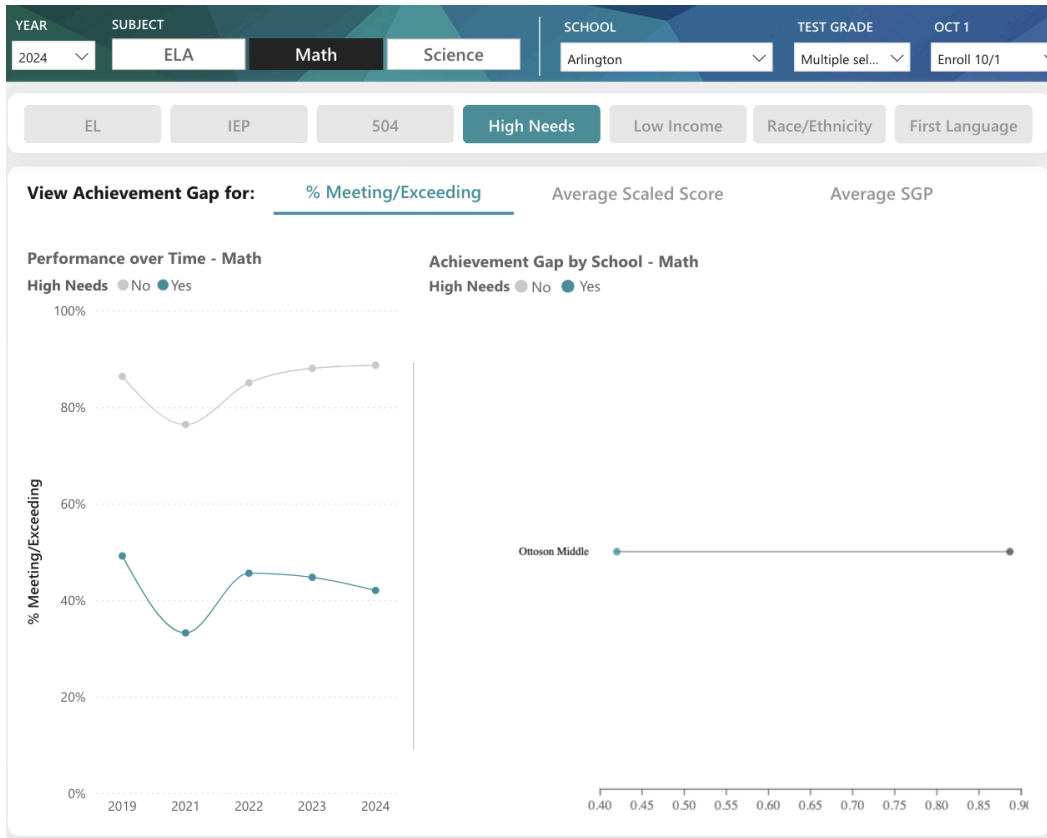 YEAR SUBJECT SCHOOL TEST GRADE OCT 1
2024 ELA Math Science Arlington Multiple sel... Enroll 10/1
EL IEP 504 High Needs Low Income Race/Ethnicity First Language
View Achievement Gap for: % Meeting/Exceeding Average Scaled Score Average SGP
Performance over Time - Math
High Needs No Yes
100%
80%
60%
40%
20%
0%
% Meeting/Exceeding
2019 2021 2022 2023 2024
Achievement Gap by School - Math
High Needs No Yes
Ottoson Middle
0.40 0.45 0.50 0.55 0.60 0.65 0.70 0.75 0.80 0.85 0.90